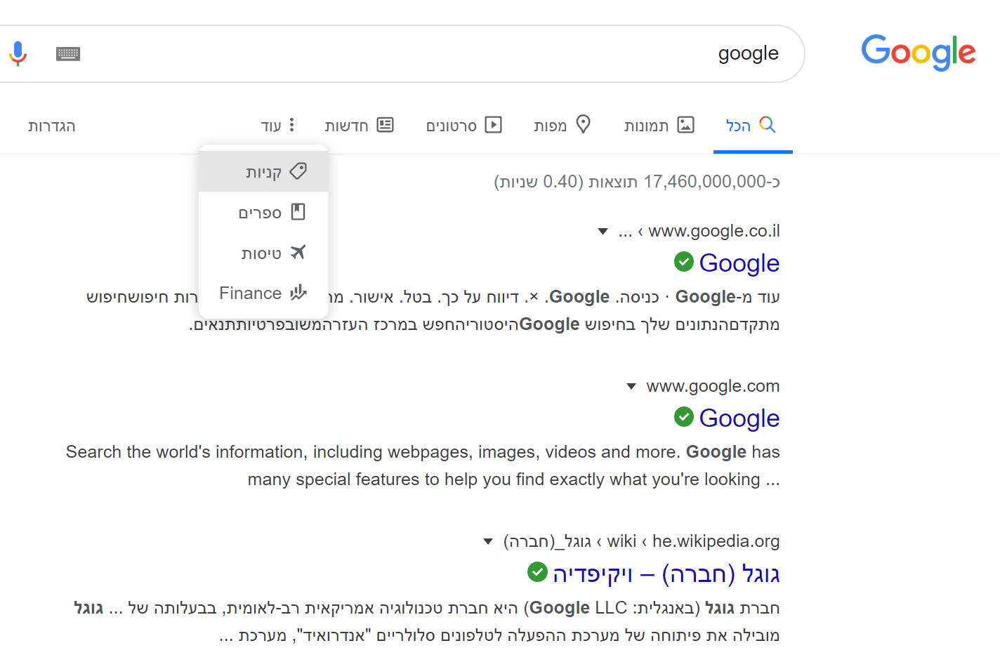 Google
google
הכל
תמונות
מפות
סרטונים
חדשות
עוד
הגדרות
קניות
ספרים
טיסות
Finance
כ-17,460,000,000 תוצאות (0.40 שניות)
www.google.co.il › ...
Google
עוד מ-Google · כניסה. Google. ×. דיווח על כך. בטל. אישור. רות חיפושחיפוש
מתקדםהנתונים שלך בחיפוש Googleהיסטוריהחפש במרכז העזרהמשובפרטיותתנאים.
www.google.com
Google
Search the world's information, including webpages, images, videos and more. Google has
many special features to help you find exactly what you're looking ...
he.wikipedia.org › wiki › גוגל_(חברה)
גוגל (חברה) – ויקיפדיה
חברת גוגל (באנגלית: Google LLC) היא חברת טכנולוגיה אמריקאית רב-לאומית, בבעלותה של ... גוגל
מובילה את פיתוחה של מערכת ההפעלה לטלפונים סלולריים "אנדרואיד", מערכת ...